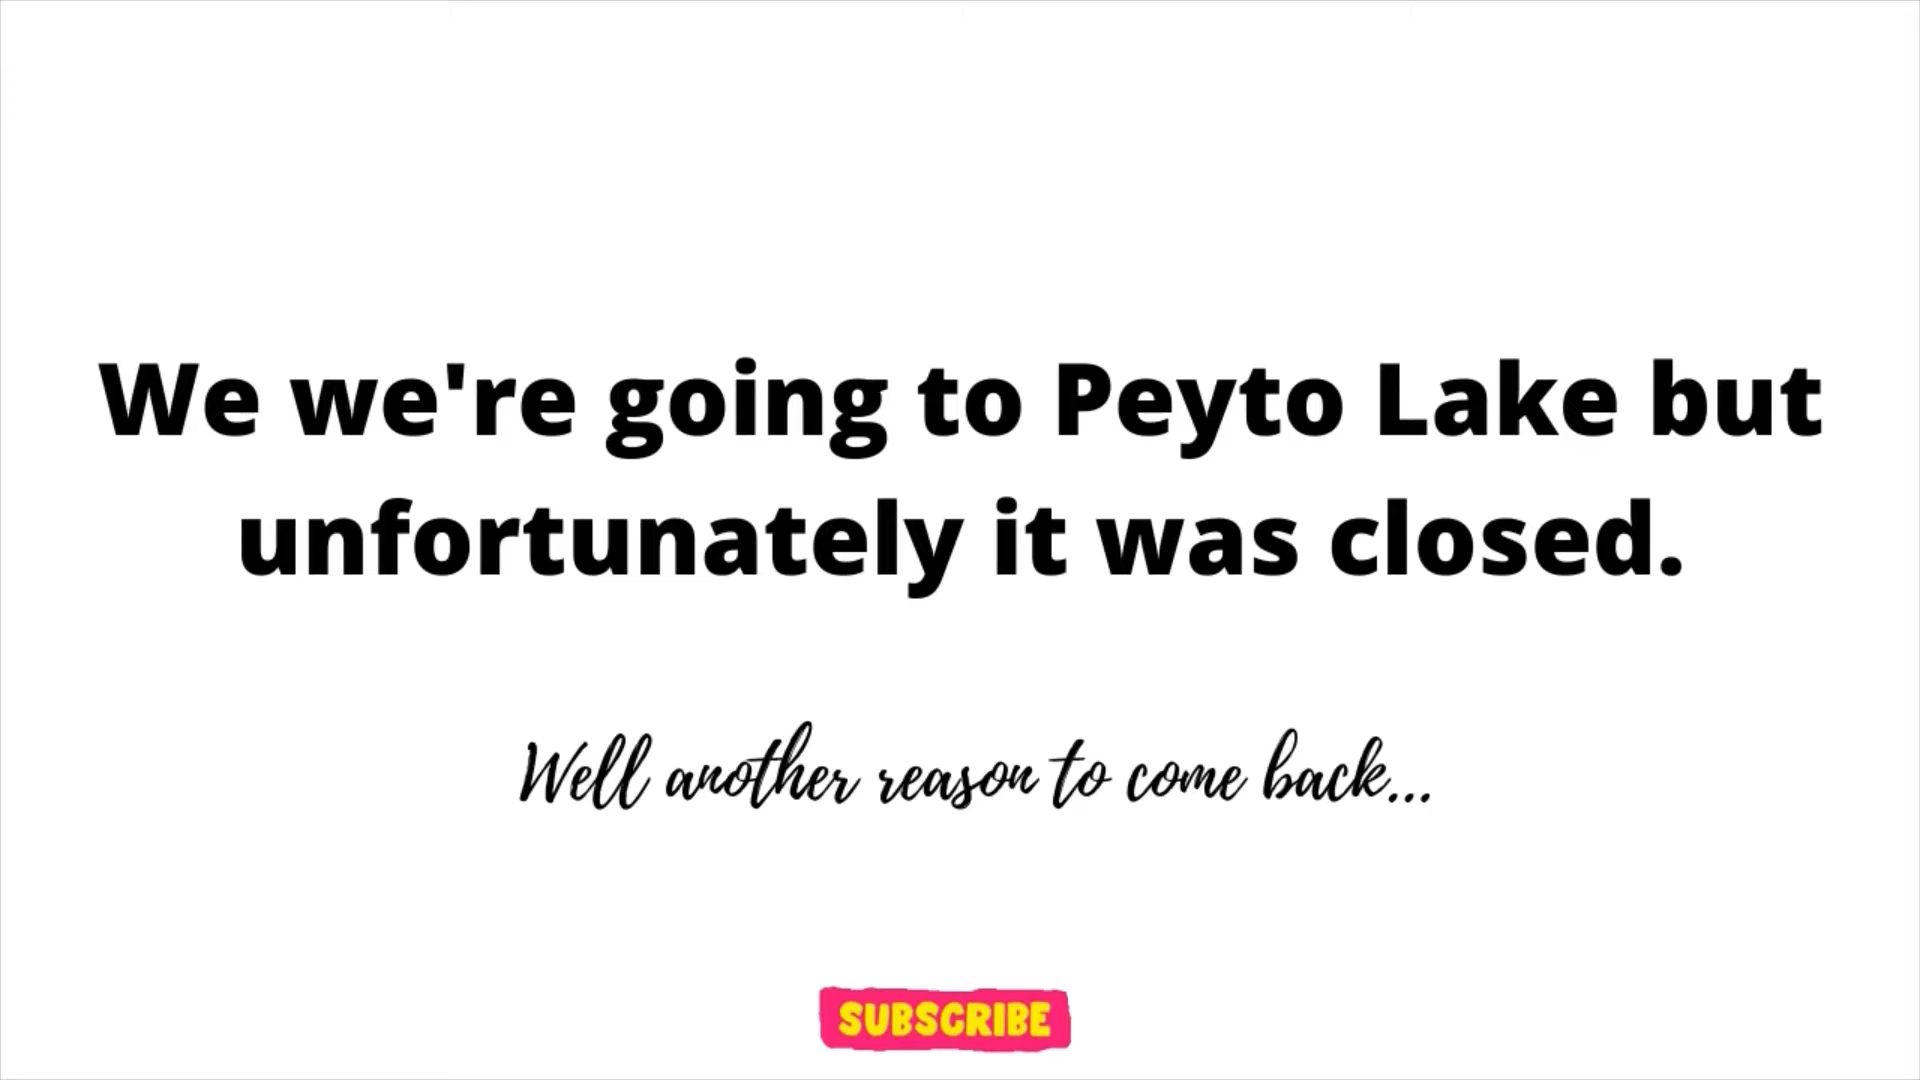 We we're going to Peyto Lake but
unfortunately it was closed.
Well another reason to come back...
SUBSCRIBE